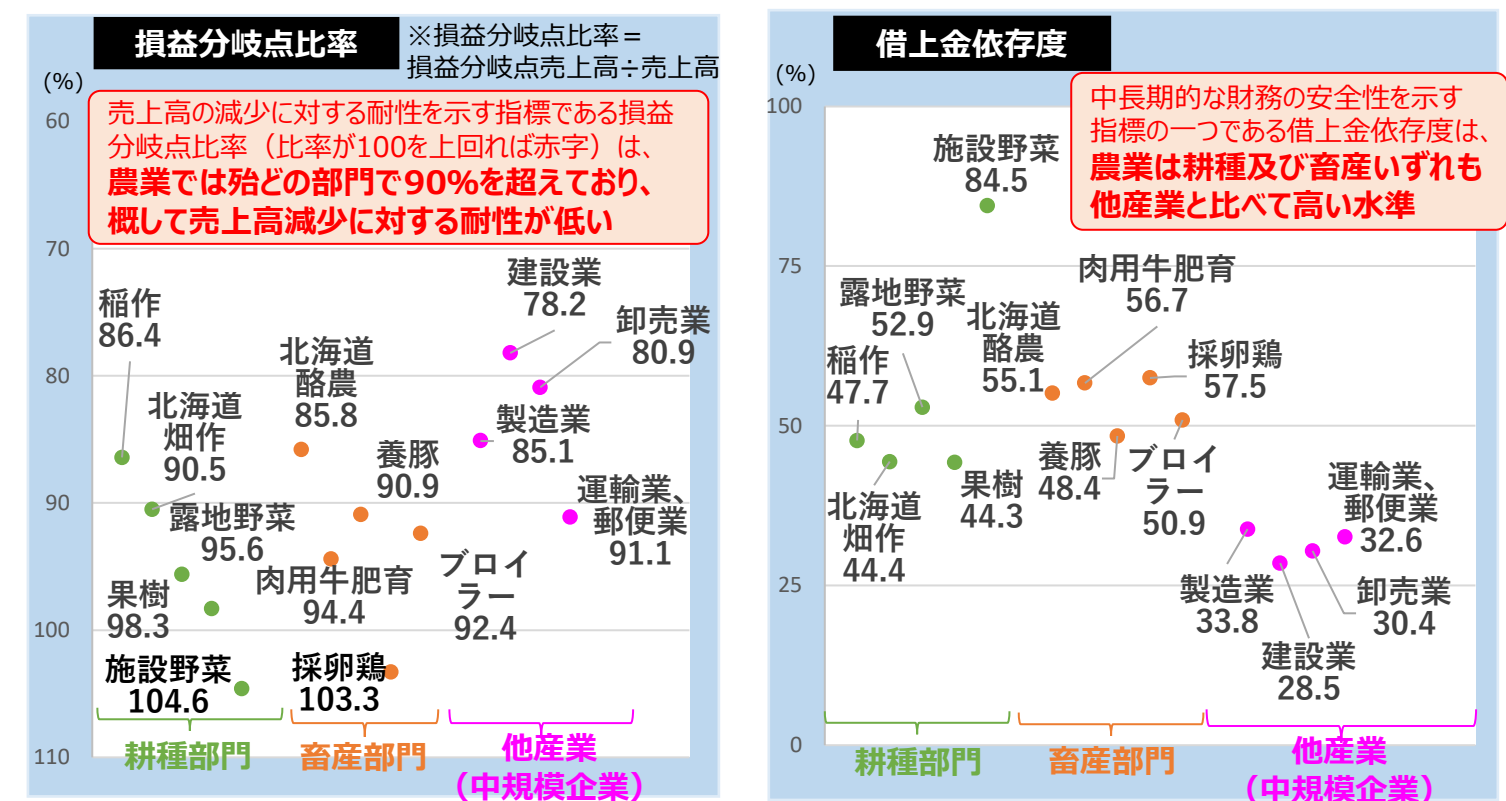 損益分岐点比率
※損益分岐点比率＝
損益分岐点売上高÷売上高
(%)
売上高の減少に対する耐性を示す指標である損益
分岐点比率（比率が100を上回れば赤字）は、
農業では殆どの部門で90%を超えており、
概して売上高減少に対する耐性が低い
60
70
80
90
100
110
稲作
86.4
北海道
畑作
90.5
露地野菜
95.6
果樹
98.3
施設野菜
104.6
北海道
酪農
85.8
養豚
90.9
肉用牛肥育
94.4
ブロイ
ラー
92.4
採卵鶏
103.3
建設業
78.2
卸売業
80.9
製造業
85.1
運輸業、
郵便業
91.1
耕種部門
畜産部門
他産業
（中規模企業）
借上金依存度
(%)
中長期的な財務の安全性を示す
指標の一つである借上金依存度は、
農業は耕種及び畜産いずれも
他産業と比べて高い水準
100
75
50
25
0
施設野菜
84.5
露地野菜
52.9
稲作
47.7
北海道
畑作
44.4
果樹
44.3
北海道
酪農
55.1
肉用牛肥育
56.7
採卵鶏
57.5
養豚
48.4
ブロイ
ラー
50.9
製造業
33.8
建設業
28.5
運輸業、
郵便業
32.6
卸売業
30.4
耕種部門
畜産部門
他産業
（中規模企業）